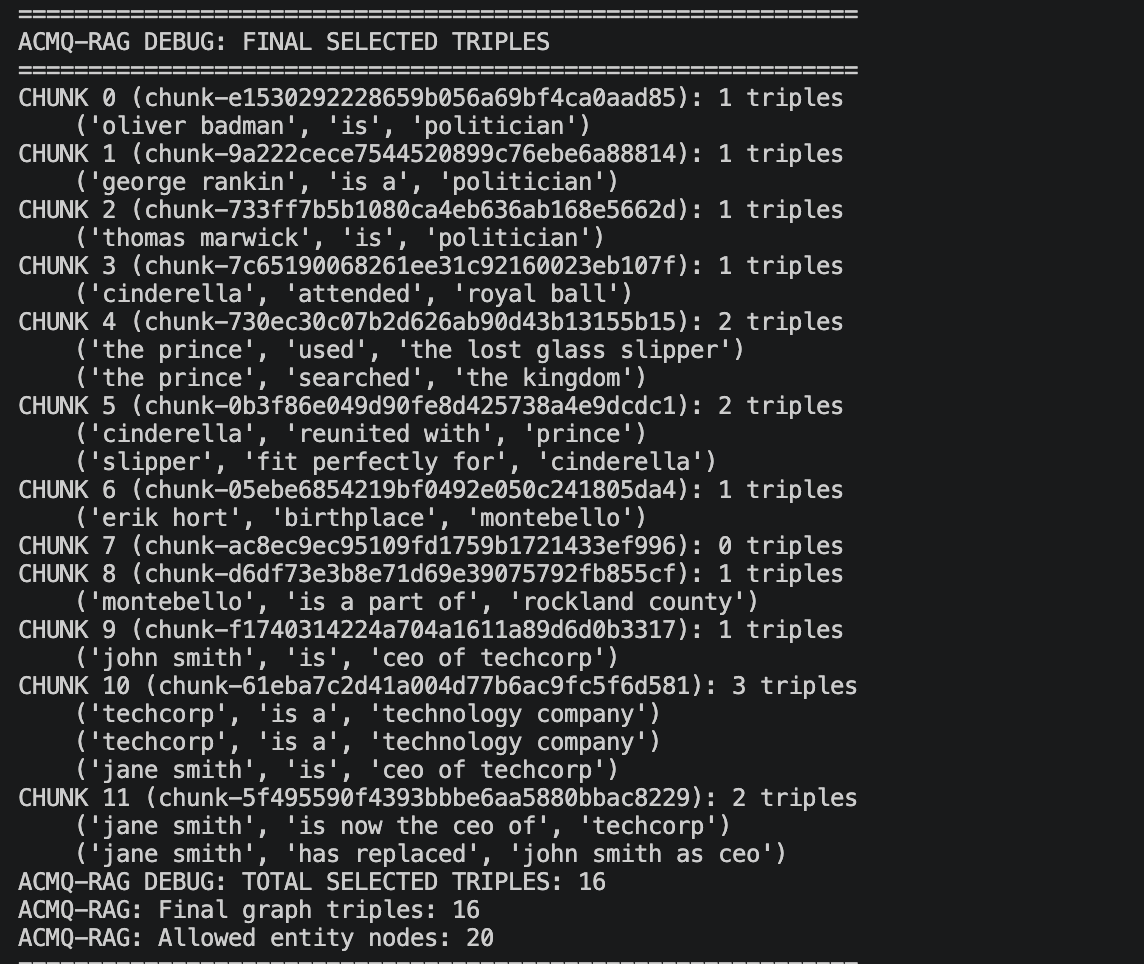 ============================================================
ACMQ-RAG DEBUG: FINAL SELECTED TRIPLES
============================================================
CHUNK 0 (chunk-e1530292228659b056a69bf4ca0aad85): 1 triples
    ('oliver badman', 'is', 'politician')
CHUNK 1 (chunk-9a222cece7544520899c76ebe6a88814): 1 triples
    ('george rankin', 'is a', 'politician')
CHUNK 2 (chunk-733ff7b5b1080ca4eb636ab168e5662d): 1 triples
    ('thomas marwick', 'is', 'politician')
CHUNK 3 (chunk-7c65190068261ee31c92160023eb107f): 1 triples
    ('cinderella', 'attended', 'royal ball')
CHUNK 4 (chunk-730ec30c07b2d626ab90d43b13155b15): 2 triples
    ('the prince', 'used', 'the lost glass slipper')
    ('the prince', 'searched', 'the kingdom')
CHUNK 5 (chunk-0b3f86e049d90fe8d425738a4e9dcdc1): 2 triples
    ('cinderella', 'reunited with', 'prince')
    ('slipper', 'fit perfectly for', 'cinderella')
CHUNK 6 (chunk-05ebe6854219bf0492e050c241805da4): 1 triples
    ('erik hort', 'birthplace', 'montebello')
CHUNK 7 (chunk-ac8ec9ec95109fd1759b1721433ef996): 0 triples
CHUNK 8 (chunk-d6df73e3b8e71d69e39075792fb855cf): 1 triples
    ('montebello', 'is a part of', 'rockland county')
CHUNK 9 (chunk-f1740314224a704a1611a89d6d0b3317): 1 triples
    ('john smith', 'is', 'ceo of techcorp')
CHUNK 10 (chunk-61eba7c2d41a004d77b6ac9fc5f6d581): 3 triples
    ('techcorp', 'is a', 'technology company')
    ('techcorp', 'is a', 'technology company')
    ('jane smith', 'is', 'ceo of techcorp')
CHUNK 11 (chunk-5f495590f4393bbbe6aa5880bbac8229): 2 triples
    ('jane smith', 'is now the ceo of', 'techcorp')
    ('jane smith', 'has replaced', 'john smith as ceo')
ACMQ-RAG DEBUG: TOTAL SELECTED TRIPLES: 16
ACMQ-RAG: Final graph triples: 16
ACMQ-RAG: Allowed entity nodes: 20
============================================================